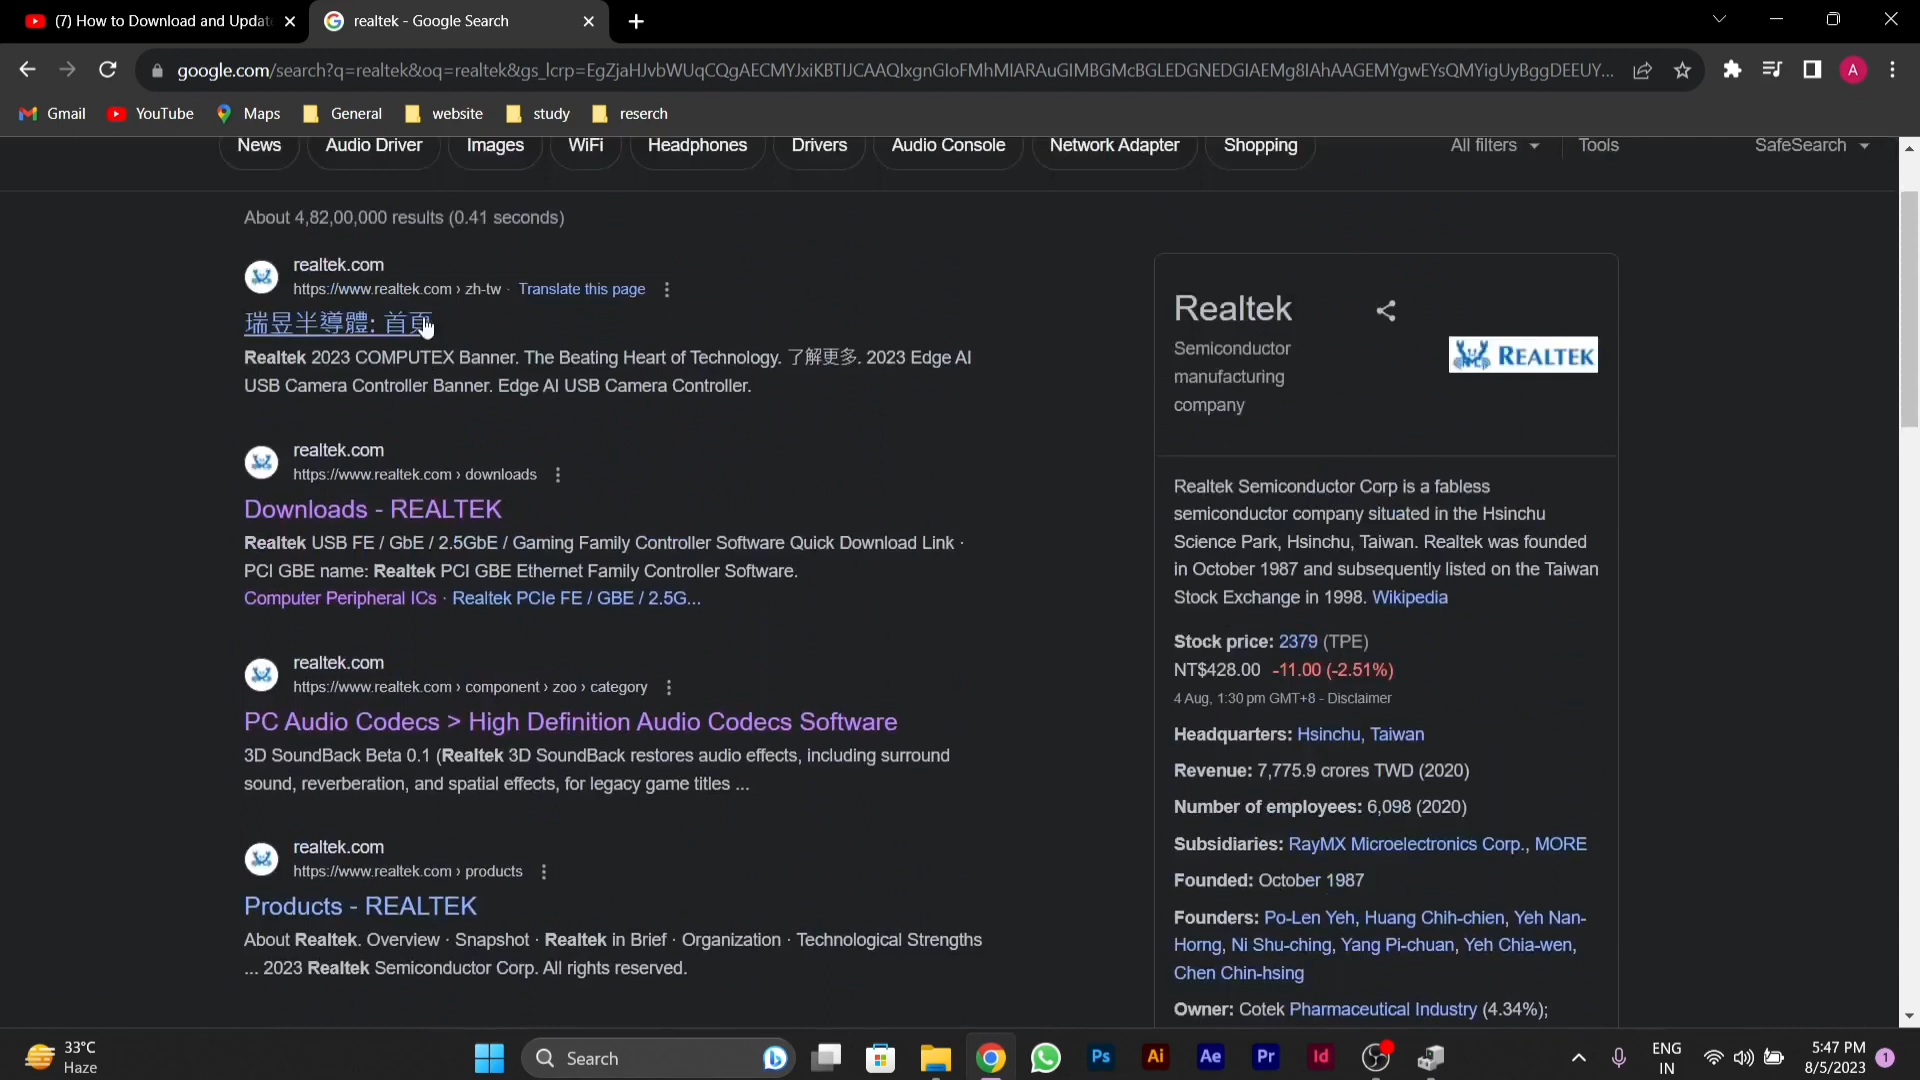 (7) How to Download and Updat
realtek - Google Search
google.com/search?q=realtek&oq=realtek&gs_lcrp=EgZjaHJvbWUqCQgAECMYJxiKBTIJCAAQIxgnGIoFMhMIARAuGIMBGMcBGLEDGNEDGIAEMg8IAhAAGEMYgwEYsQMYigUyBggDEEUY...
A
Gmail YouTube Maps General website study reserch
News Audio Driver Images WiFi Headphones Drivers Audio Console Network Adapter Shopping All filters Tools SafeSearch
About 4,82,00,000 results (0.41 seconds)
realtek.com
https://www.realtek.com › zh-tw · Translate this page
瑞昱半導體: 首頁
Realtek 2023 COMPUTEX Banner. The Beating Heart of Technology. 了解更多. 2023 Edge AI
USB Camera Controller Banner. Edge AI USB Camera Controller.
realtek.com
https://www.realtek.com › downloads
Downloads - REALTEK
Realtek USB FE / GbE / 2.5GbE / Gaming Family Controller Software Quick Download Link ·
PCI GBE name: Realtek PCI GBE Ethernet Family Controller Software.
Computer Peripheral ICs · Realtek PCIe FE / GBE / 2.5G...
realtek.com
https://www.realtek.com › component › zoo › category
PC Audio Codecs > High Definition Audio Codecs Software
3D SoundBack Beta 0.1 (Realtek 3D SoundBack restores audio effects, including surround
sound, reverberation, and spatial effects, for legacy game titles ...
realtek.com
https://www.realtek.com › products
Products - REALTEK
About Realtek. Overview · Snapshot · Realtek in Brief · Organization · Technological Strengths
... 2023 Realtek Semiconductor Corp. All rights reserved.
Realtek
Semiconductor
manufacturing
company
REALTEK
Realtek Semiconductor Corp is a fabless
semiconductor company situated in the Hsinchu
Science Park, Hsinchu, Taiwan. Realtek was founded
in October 1987 and subsequently listed on the Taiwan
Stock Exchange in 1998. Wikipedia
Stock price: 2379 (TPE)
NT$428.00 -11.00 (-2.51%)
4 Aug, 1:30 pm GMT+8 - Disclaimer
Headquarters: Hsinchu, Taiwan
Revenue: 7,775.9 crores TWD (2020)
Number of employees: 6,098 (2020)
Subsidiaries: RayMX Microelectronics Corp., MORE
Founded: October 1987
Founders: Po-Len Yeh, Huang Chih-chien, Yeh Nan-
Horng, Ni Shu-ching, Yang Pi-chuan, Yeh Chia-wen,
Chen Chin-hsing
Owner: Cotek Pharmaceutical Industry (4.34%);
33°C
Haze
Search
Ps Ai Ae Pr Id
ENG
IN
5:47 PM
8/5/2023
1